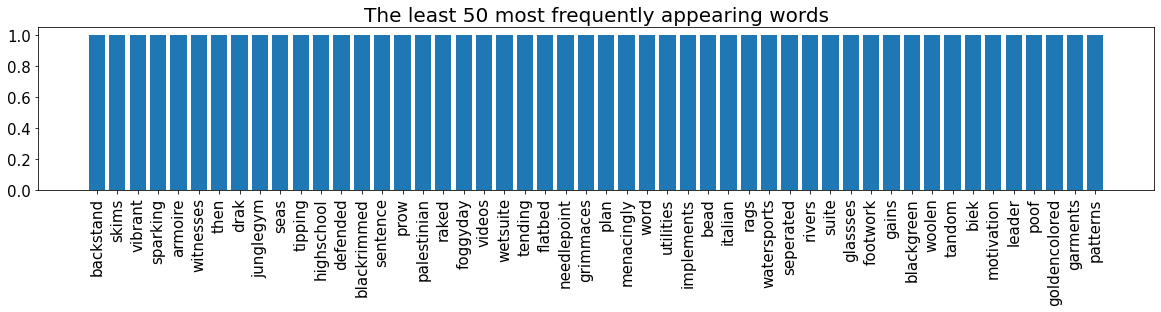 The least 50 most frequently appearing words
1.0
0.8
0.6
0.4
0.2
0.0
backstand
skims
vibrant
sparking
armoire
witnesses
then
drak
junglegym
seas
tipping
highschool
defended
blackrimmed
sentence
prow
palestinian
raked
foggyday
videos
wetsuite
tending
flatbed
needlepoint
grimmaces
plan
menacingly
word
utilities
implements
bead
italian
rags
watersports
seperated
rivers
suite
glassses
footwork
gains
blackgreen
woolen
tandom
biek
motivation
leader
poof
goldencolored
garments
patterns